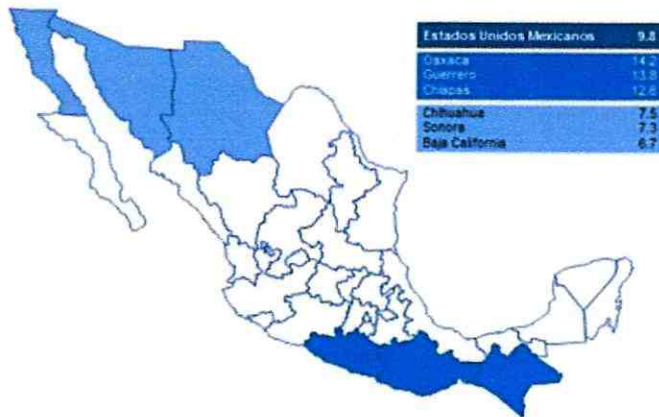 Estados Unidos Mexicanos 9.8
Oaxaca 14.2
Guerrero 13.8
Chiapas 12.6
Chihuahua 7.5
Sonora 7.3
Baja California 6.7